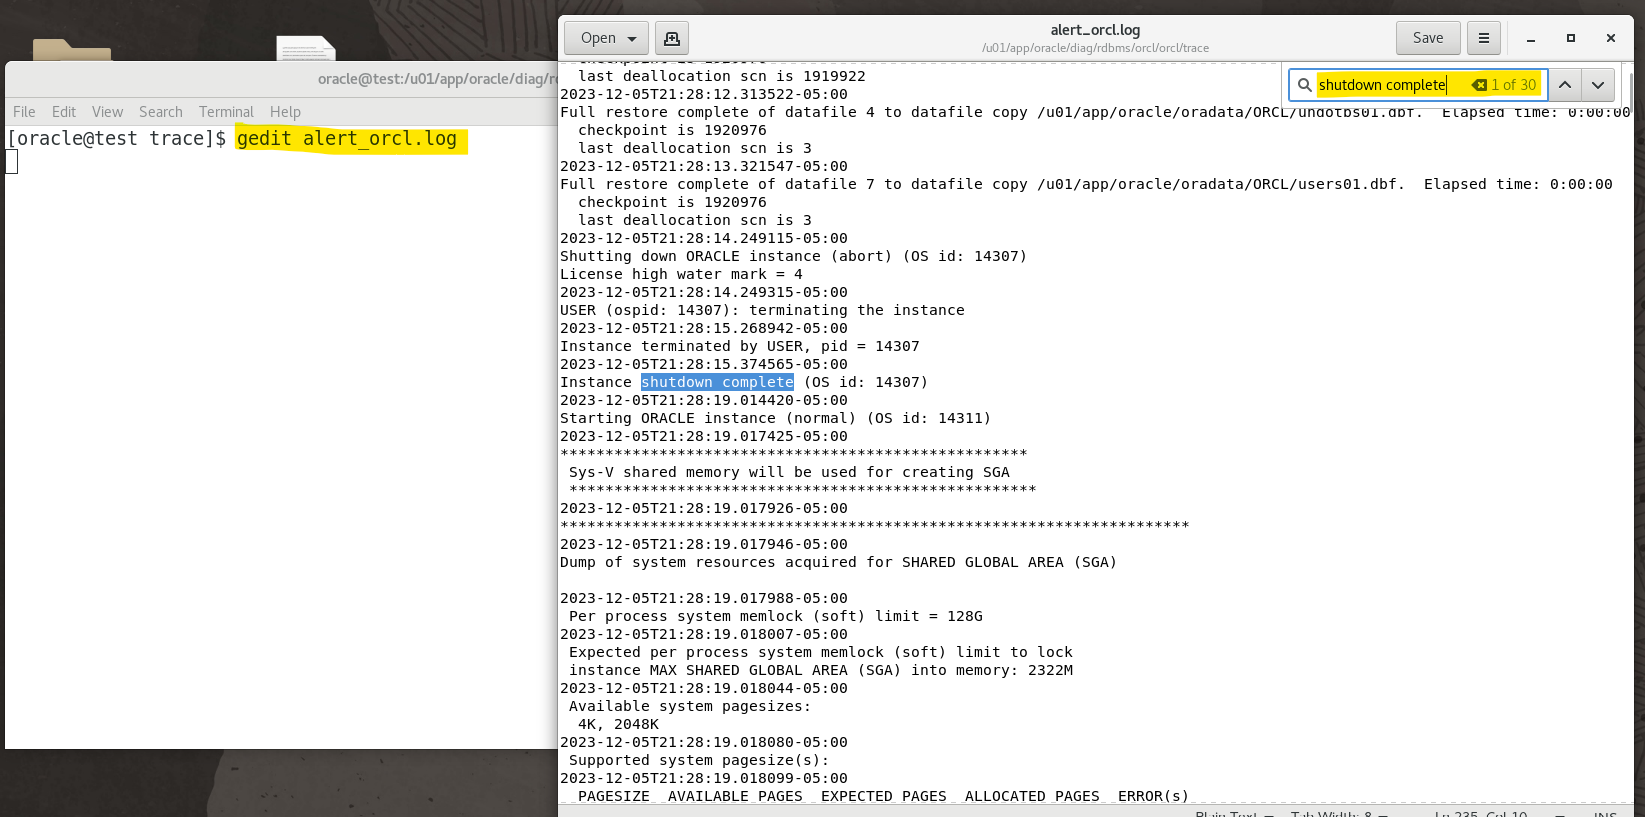 oracle@test:/u01/app/oracle/diag/r
File Edit View Search Terminal Help
[oracle@test trace]$ gedit alert_orcl.log
Open
alert_orcl.log
/u01/app/oracle/diag/rdbms/orcl/orcl/trace
Save
shutdown complete 1 of 30
checkpoint is 1920976
last deallocation scn is 1919922
2023-12-05T21:28:12.313522-05:00
Full restore complete of datafile 4 to datafile copy /u01/app/oracle/oradata/ORCL/undotbs01.dbf. Elapsed time: 0:00:00
checkpoint is 1920976
last deallocation scn is 3
2023-12-05T21:28:13.321547-05:00
Full restore complete of datafile 7 to datafile copy /u01/app/oracle/oradata/ORCL/users01.dbf. Elapsed time: 0:00:00
checkpoint is 1920976
last deallocation scn is 3
2023-12-05T21:28:14.249115-05:00
Shutting down ORACLE instance (abort) (OS id: 14307)
License high water mark = 4
2023-12-05T21:28:14.249315-05:00
USER (ospid: 14307): terminating the instance
2023-12-05T21:28:15.268942-05:00
Instance terminated by USER, pid = 14307
2023-12-05T21:28:15.374565-05:00
Instance shutdown complete (OS id: 14307)
2023-12-05T21:28:19.014420-05:00
Starting ORACLE instance (normal) (OS id: 14311)
2023-12-05T21:28:19.017425-05:00
****************************************************
Sys-V shared memory will be used for creating SGA
****************************************************
2023-12-05T21:28:19.017926-05:00
**********************************************************************
2023-12-05T21:28:19.017946-05:00
Dump of system resources acquired for SHARED GLOBAL AREA (SGA)
2023-12-05T21:28:19.017988-05:00
Per process system memlock (soft) limit = 128G
2023-12-05T21:28:19.018007-05:00
Expected per process system memlock (soft) limit to lock
instance MAX SHARED GLOBAL AREA (SGA) into memory: 2322M
2023-12-05T21:28:19.018044-05:00
Available system pagesizes:
4K, 2048K
2023-12-05T21:28:19.018080-05:00
Supported system pagesize(s):
2023-12-05T21:28:19.018099-05:00
PAGESIZE AVAILABLE_PAGES EXPECTED_PAGES ALLOCATED_PAGES ERROR(s)
Plain Text Tab Width: 8 Ln 235, Col 10 INS